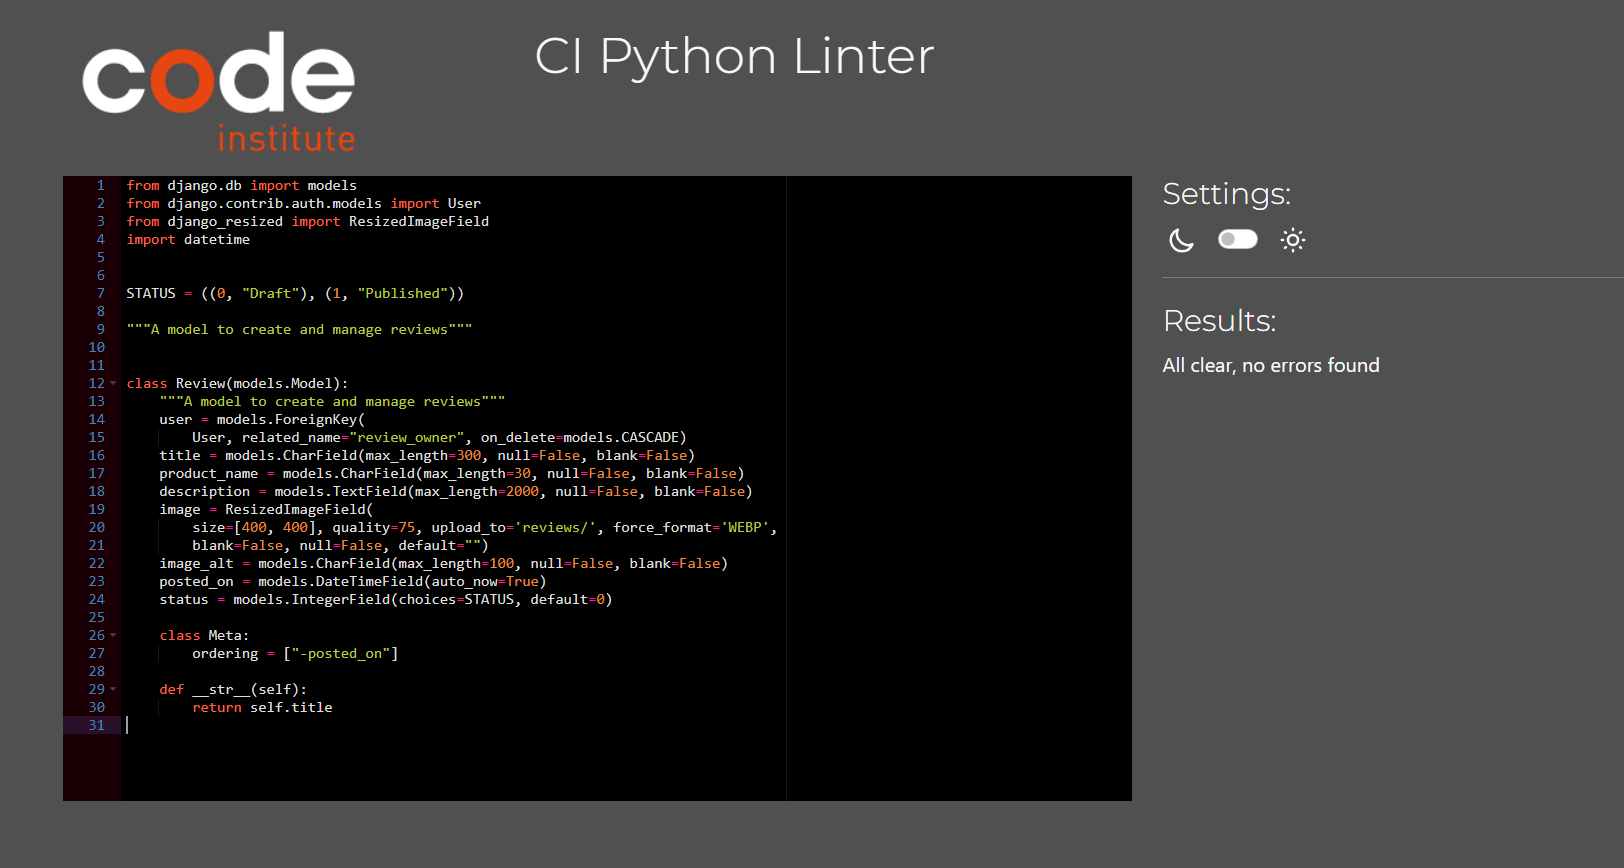 code
institute
CI Python Linter
1 from django.db import models
2 from django.contrib.auth.models import User
3 from django_resized import ResizedImageField
4 import datetime
5
6
7 STATUS = ((0, "Draft"), (1, "Published"))
8
9 """A model to create and manage reviews"""
10
11
12 class Review(models.Model):
13     """A model to create and manage reviews"""
14     user = models.ForeignKey(
15         User, related_name="review_owner", on_delete=models.CASCADE)
16     title = models.CharField(max_length=300, null=False, blank=False)
17     product_name = models.CharField(max_length=30, null=False, blank=False)
18     description = models.TextField(max_length=2000, null=False, blank=False)
19     image = ResizedImageField(
20         size=[400, 400], quality=75, upload_to='reviews/', force_format='WEBP',
21         blank=False, null=False, default="")
22     image_alt = models.CharField(max_length=100, null=False, blank=False)
23     posted_on = models.DateTimeField(auto_now=True)
24     status = models.IntegerField(choices=STATUS, default=0)
25
26     class Meta:
27         ordering = ["-posted_on"]
28
29     def __str__(self):
30         return self.title
31
Settings:
Results:
All clear, no errors found